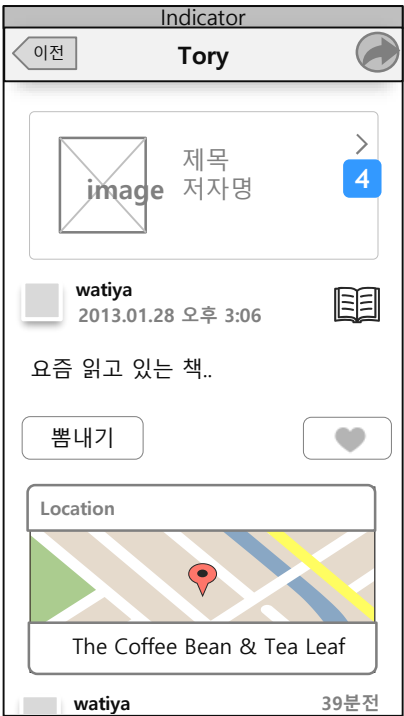 Indicator
이전
Tory
image
제목
저자명
4
watiya
2013.01.28 오후 3:06
요즘 읽고 있는 책..
뽐내기
Location
The Coffee Bean & Tea Leaf
watiya
39분전